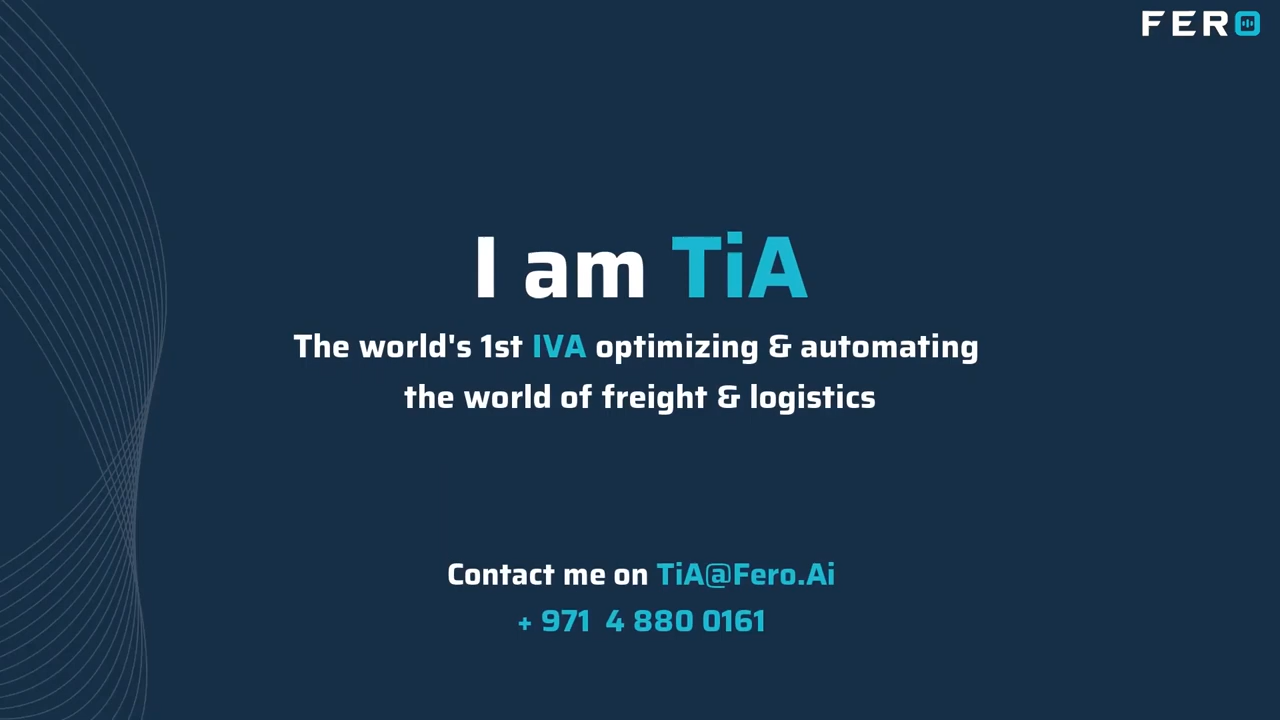 FERO
I am TiA
The world's 1st IVA optimizing & automating
the world of freight & logistics
Contact me on TiA@Fero.Ai
+ 971 4 880 0161